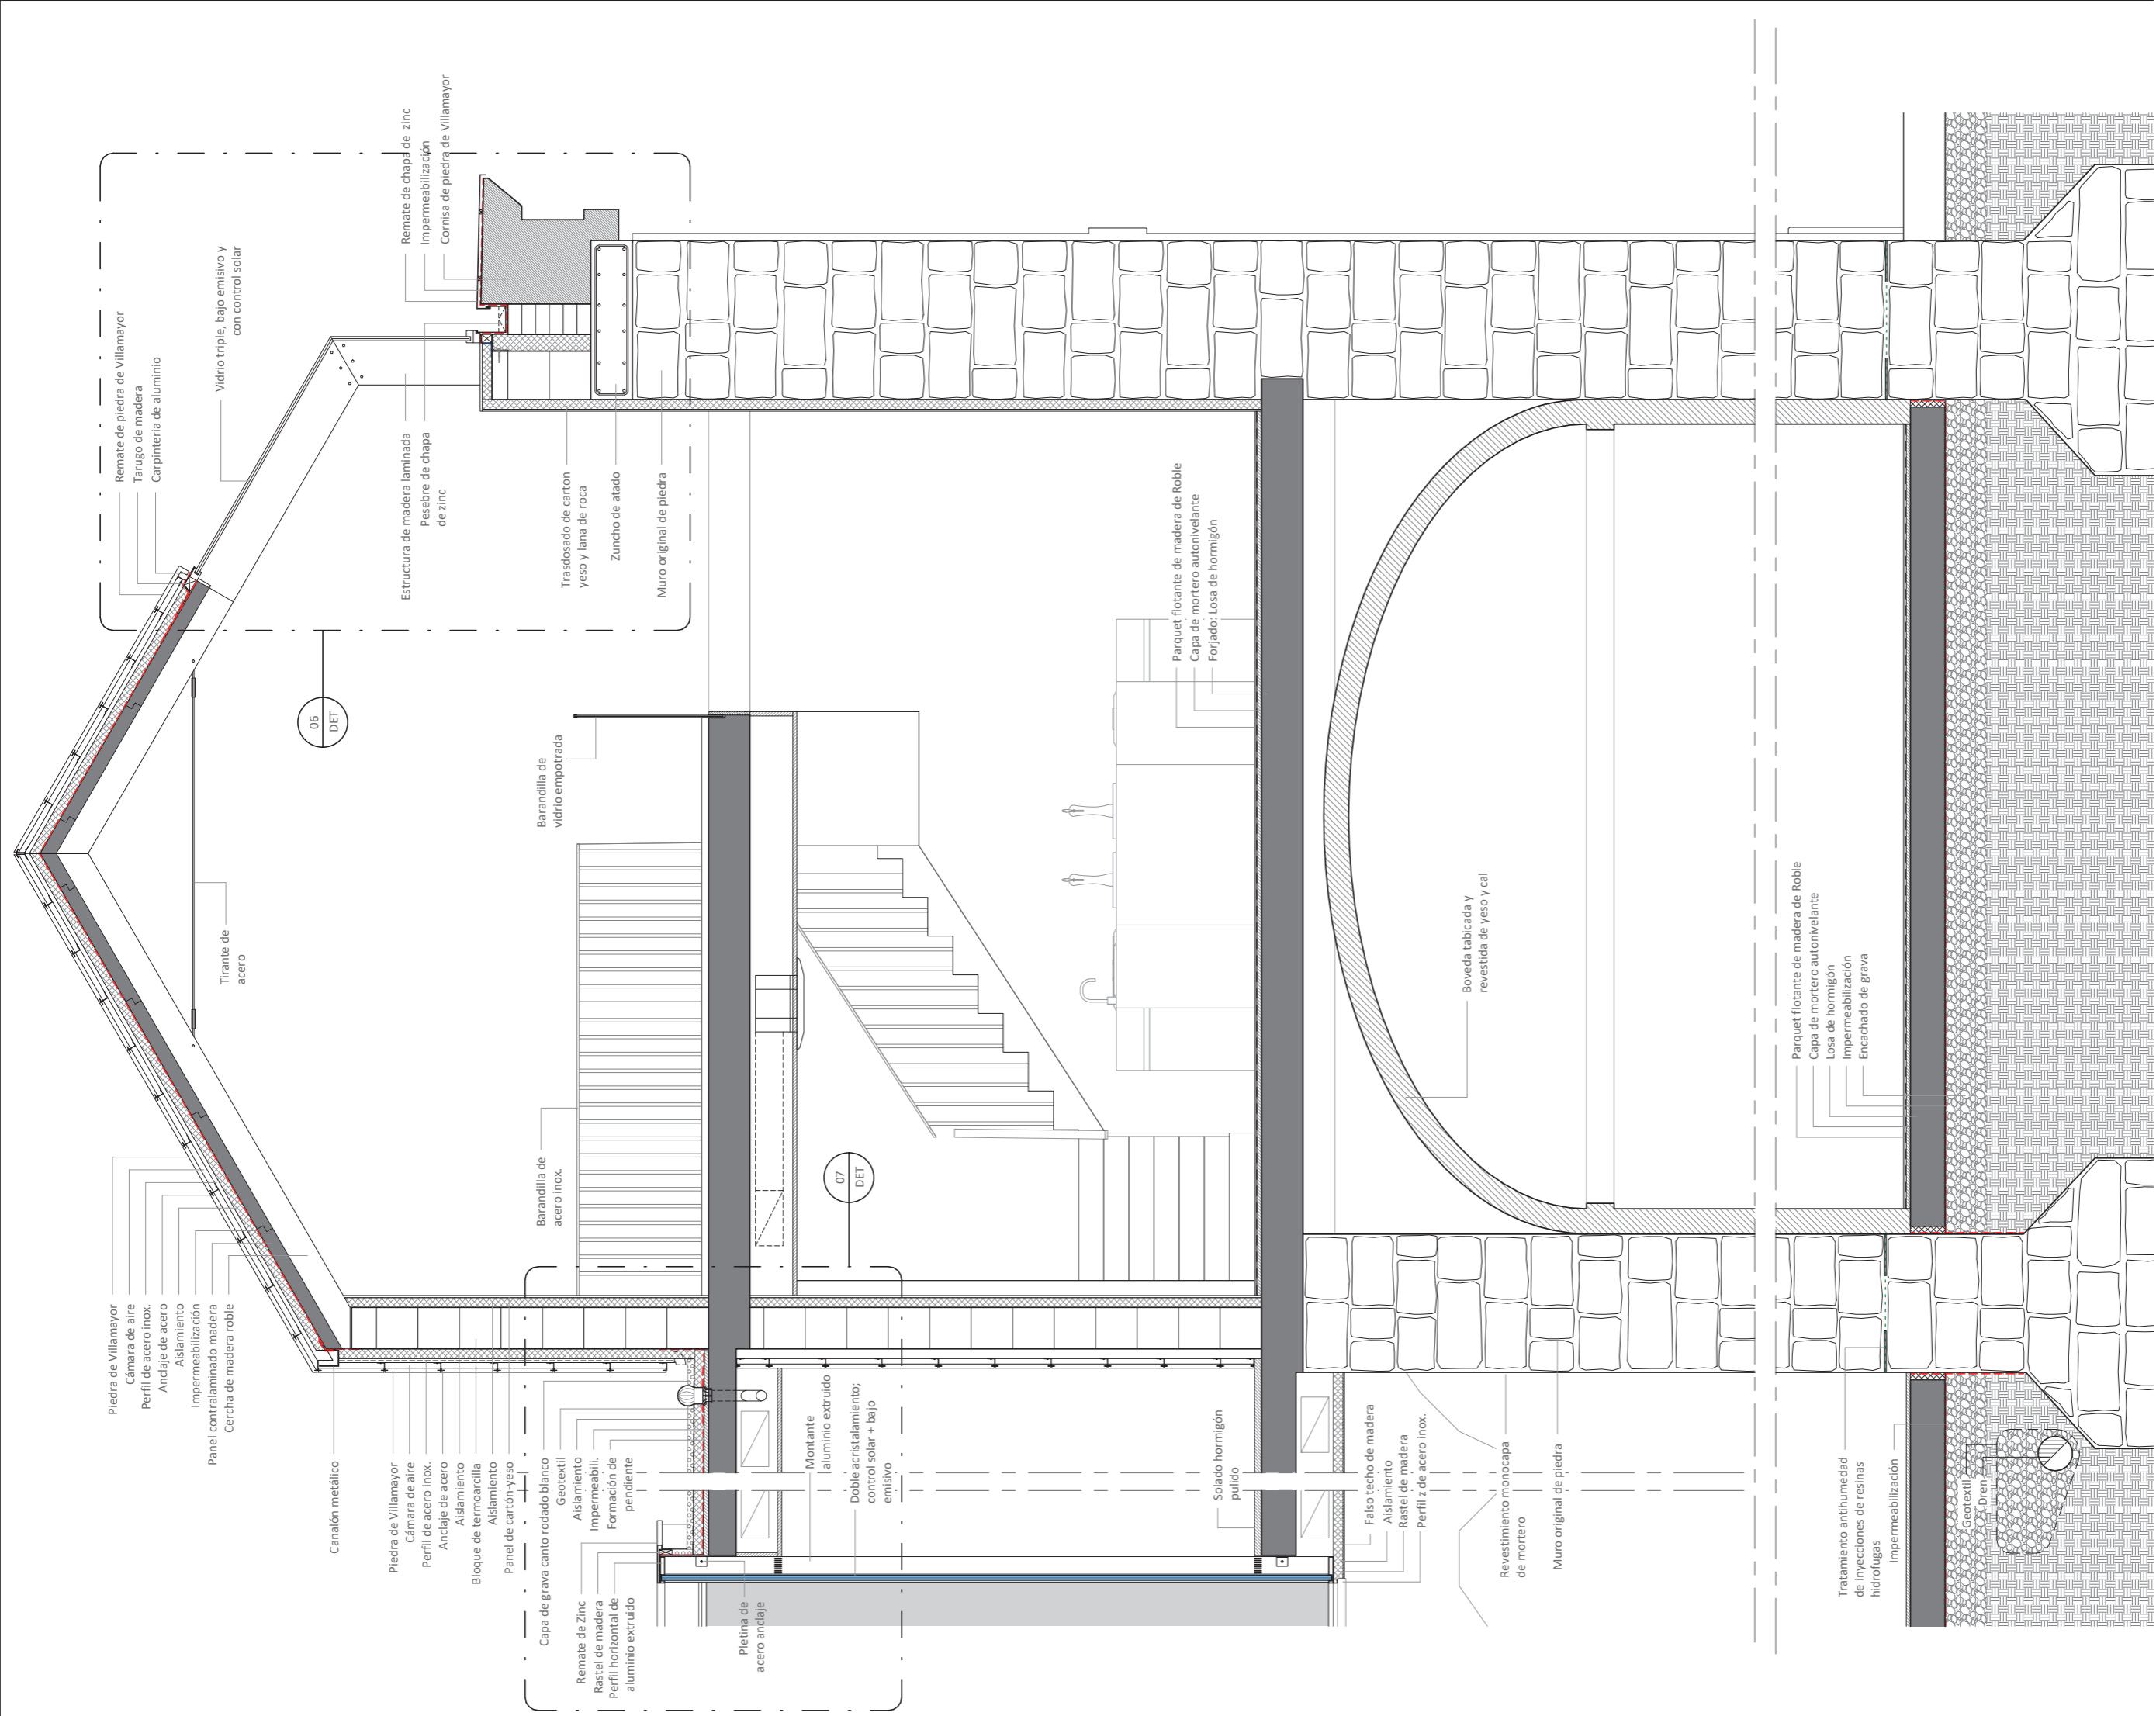 Remate de piedra de Villamayor
Tarugo de madera
Carpintería de aluminio
Vidrio triple, bajo emisivo y
con control solar
Remate de chapa de zinc
Impermeabilización
Cornisa de piedra de Villamayor
Estructura de madera laminada
Pesebre de chapa
de zinc
Trasdosado de carton
yeso y lana de roca
Zuncho de atado
Muro original de piedra
06
DET
Tirante de
acero
Barandilla de
vidrio empotrada
Barandilla de
acero inox.
07
DET
Parquet flotante de madera de Roble
Capa de mortero autonivelante
Forjado: Losa de hormigón
Boveda tabicada y
revestida de yeso y cal
Parquet flotante de madera de Roble
Capa de mortero autonivelante
Losa de hormigón
Impermeabilización
Encachado de grava
Piedra de Villamayor
Cámara de aire
Perfil de acero inox.
Anclaje de acero
Aislamiento
Impermeabilización
Panel contralaminado madera
Cercha de madera roble
Canalón metálico
Piedra de Villamayor
Cámara de aire
Perfil de acero inox.
Anclaje de acero
Aislamiento
Bloque de termoarcilla
Aislamiento
Panel de cartón-yeso
Capa de grava canto rodado blanco
Geotextil
Aislamiento
Impermeabili.
Formación de
pendiente
Remate de Zinc
Rastel de madera
Perfil horizontal de
aluminio extruido
Pletina de
acero anclaje
Montante
aluminio extruido
Doble acristalamiento;
control solar + bajo
emisivo
Solado hormigón
pulido
Falso techo de madera
Aislamiento
Rastel de madera
Perfil z de acero inox.
Revestimiento monocapa
de mortero
Muro original de piedra
Tratamiento antihumedad
de inyecciones de resinas
hidrofugas
Impermeabilización
Geotextil
Dren